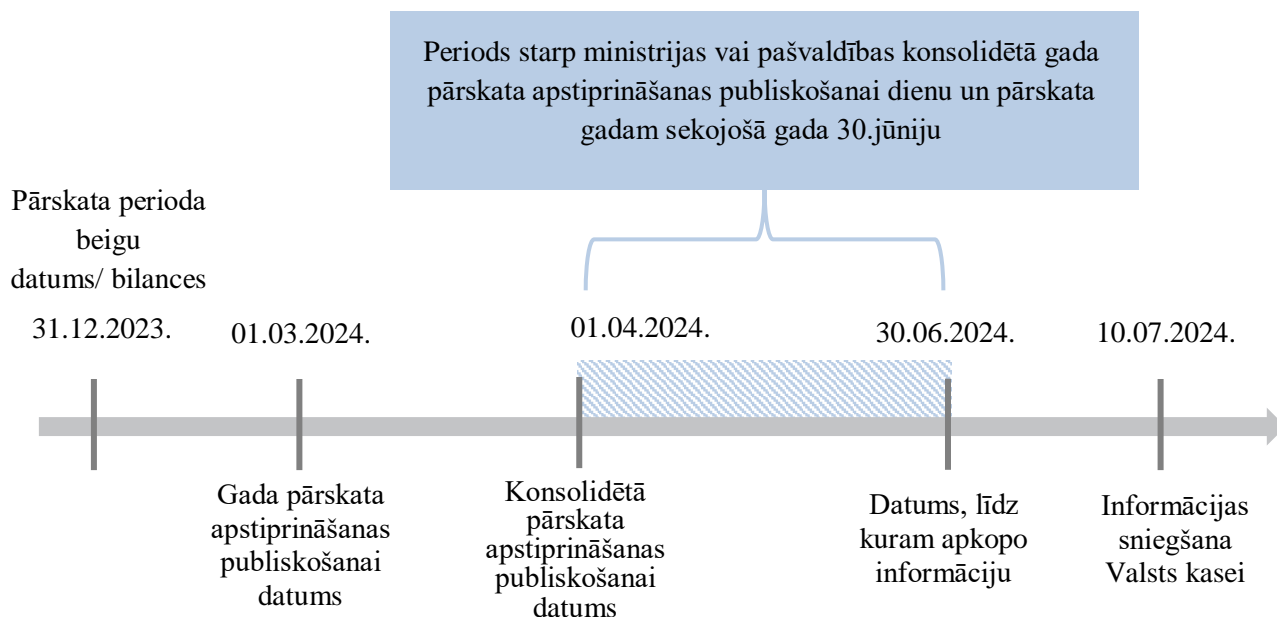 Periods starp ministrijas vai pašvaldības konsolidētā gada
pārskata apstiprināšanas publiskošanai dienu un pārskata
gadam sekojošā gada 30.jūniju
Pārskata perioda
beigu
datums/ bilances
31.12.2023.
01.03.2024.
01.04.2024.
30.06.2024.
10.07.2024.
Gada pārskata
apstiprināšanas
publiskošanai
datums
Konsolidētā
pārskata
apstiprināšanas
publiskošanai
datums
Datums, līdz
kuram apkopo
informāciju
Informācijas
sniegšana
Valsts kasei